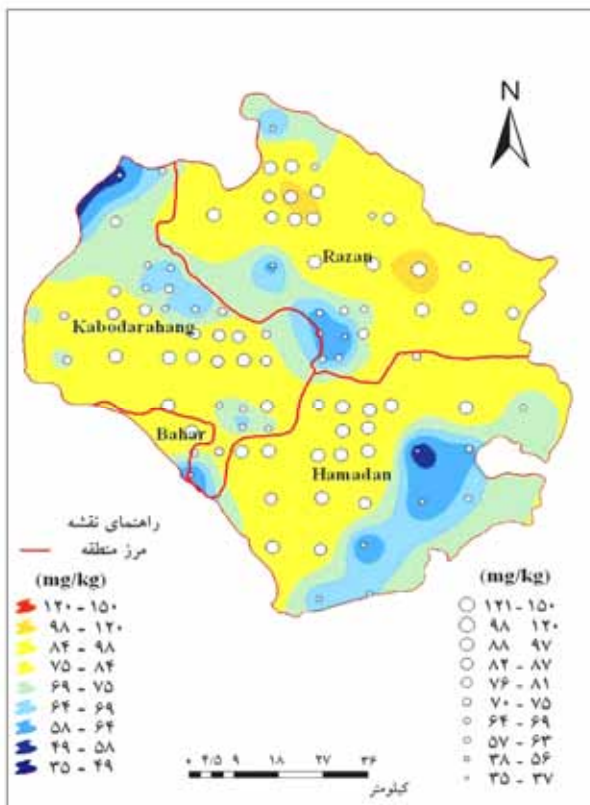 N
Razan
Kabodarahang
Bahar
Hamadan
راهنمای نقشه
مرز منطقه
(mg/kg)
۱۲۰ - ۱۵۰
۹۸ - ۱۲۰
۸۴ - ۹۸
۷۵ - ۸۴
۶۹ - ۷۵
۶۴ - ۶۹
۵۸ - ۶۴
۴۹ - ۵۸
۳۵ - ۴۹
(mg/kg)
۱۲۱ - ۱۵۰
۹۸ ۱۲۰
۸۸ ۹۷
۸۲ - ۸۷
۷۶ - ۸۱
۷۰ - ۷۵
۶۴ - ۶۹
۵۷ - ۶۳
۳۸ - ۵۶
۳۵ - ۳۷
۰ ۴/۵ ۹ ۱۸ ۲۷ ۳۶
کیلومتر